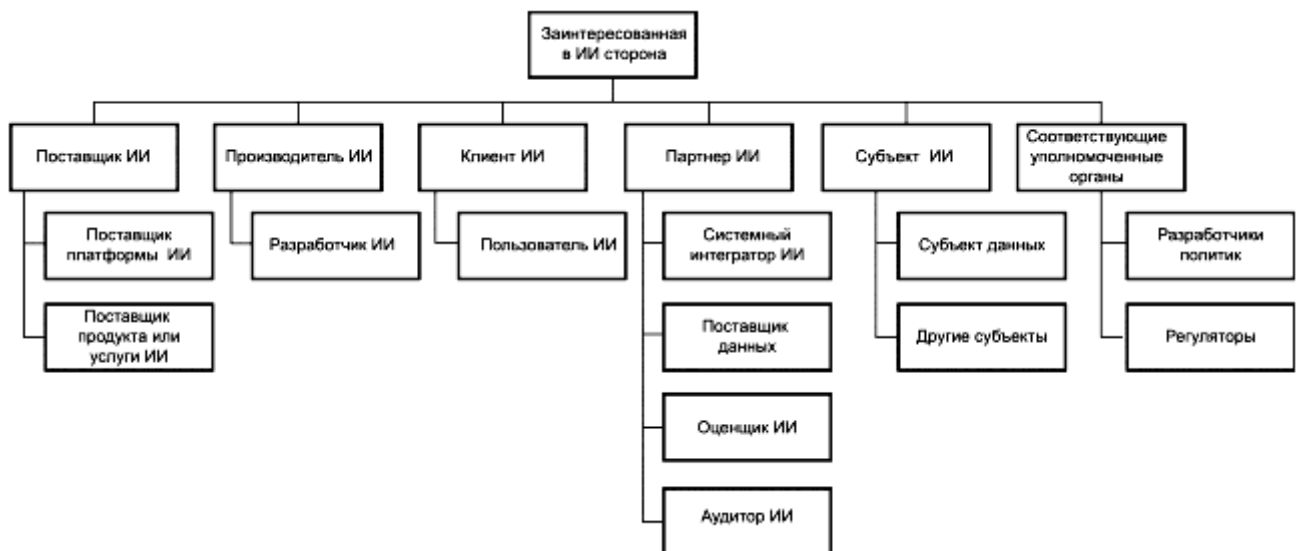 Заинтересованная
в ИИ сторона
Поставщик ИИ
Производитель ИИ
Клиент ИИ
Партнер ИИ
Субъект ИИ
Соответствующие
уполномоченные
органы
Поставщик
платформы ИИ
Разработчик ИИ
Пользователь ИИ
Системный
интегратор ИИ
Субъект данных
Разработчики
политик
Поставщик
продукта или
услуги ИИ
Поставщик
данных
Другие субъекты
Регуляторы
Оценщик ИИ
Аудитор ИИ